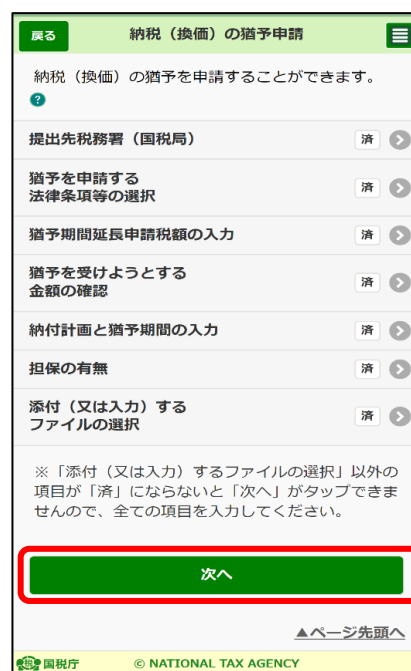 戻る
納税（換価）の猶予申請
納税（換価）の猶予を申請することができます。
?
提出先税務署（国税局）
済
猶予を申請する
法律条項等の選択
済
猶予期間延長申請税額の入力
済
猶予を受けようとする
金額の確認
済
納付計画と猶予期間の入力
済
担保の有無
済
添付（又は入力）する
ファイルの選択
済
※「添付（又は入力）するファイルの選択」以外の
項目が「済」にならないと「次へ」がタップできま
せんので、全ての項目を入力してください。
次へ
▲ページ先頭へ
税 国税庁
© NATIONAL TAX AGENCY